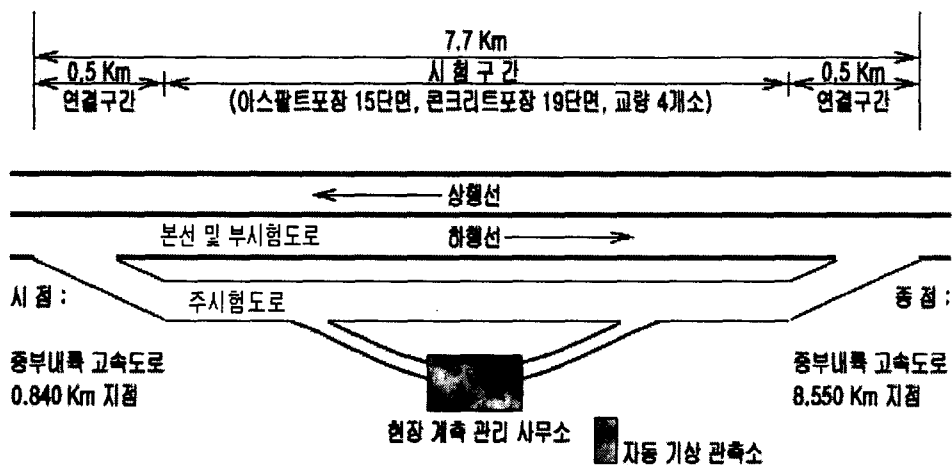 7.7 Km
0.5 Km
시 험 구 간
0.5 Km
연결구간
(아스팔트포장 15단면, 콘크리트포장 19단면, 교량 4개소)
연결구간
상행선
본선 및 부시험도로
하행선
시 점 :
주시험도로
종 점 :
중부내륙 고속도로
0.840 Km 지점
중부내륙 고속도로
8.550 Km 지점
현장 계측 관리 사무소
자동 기상 관측소